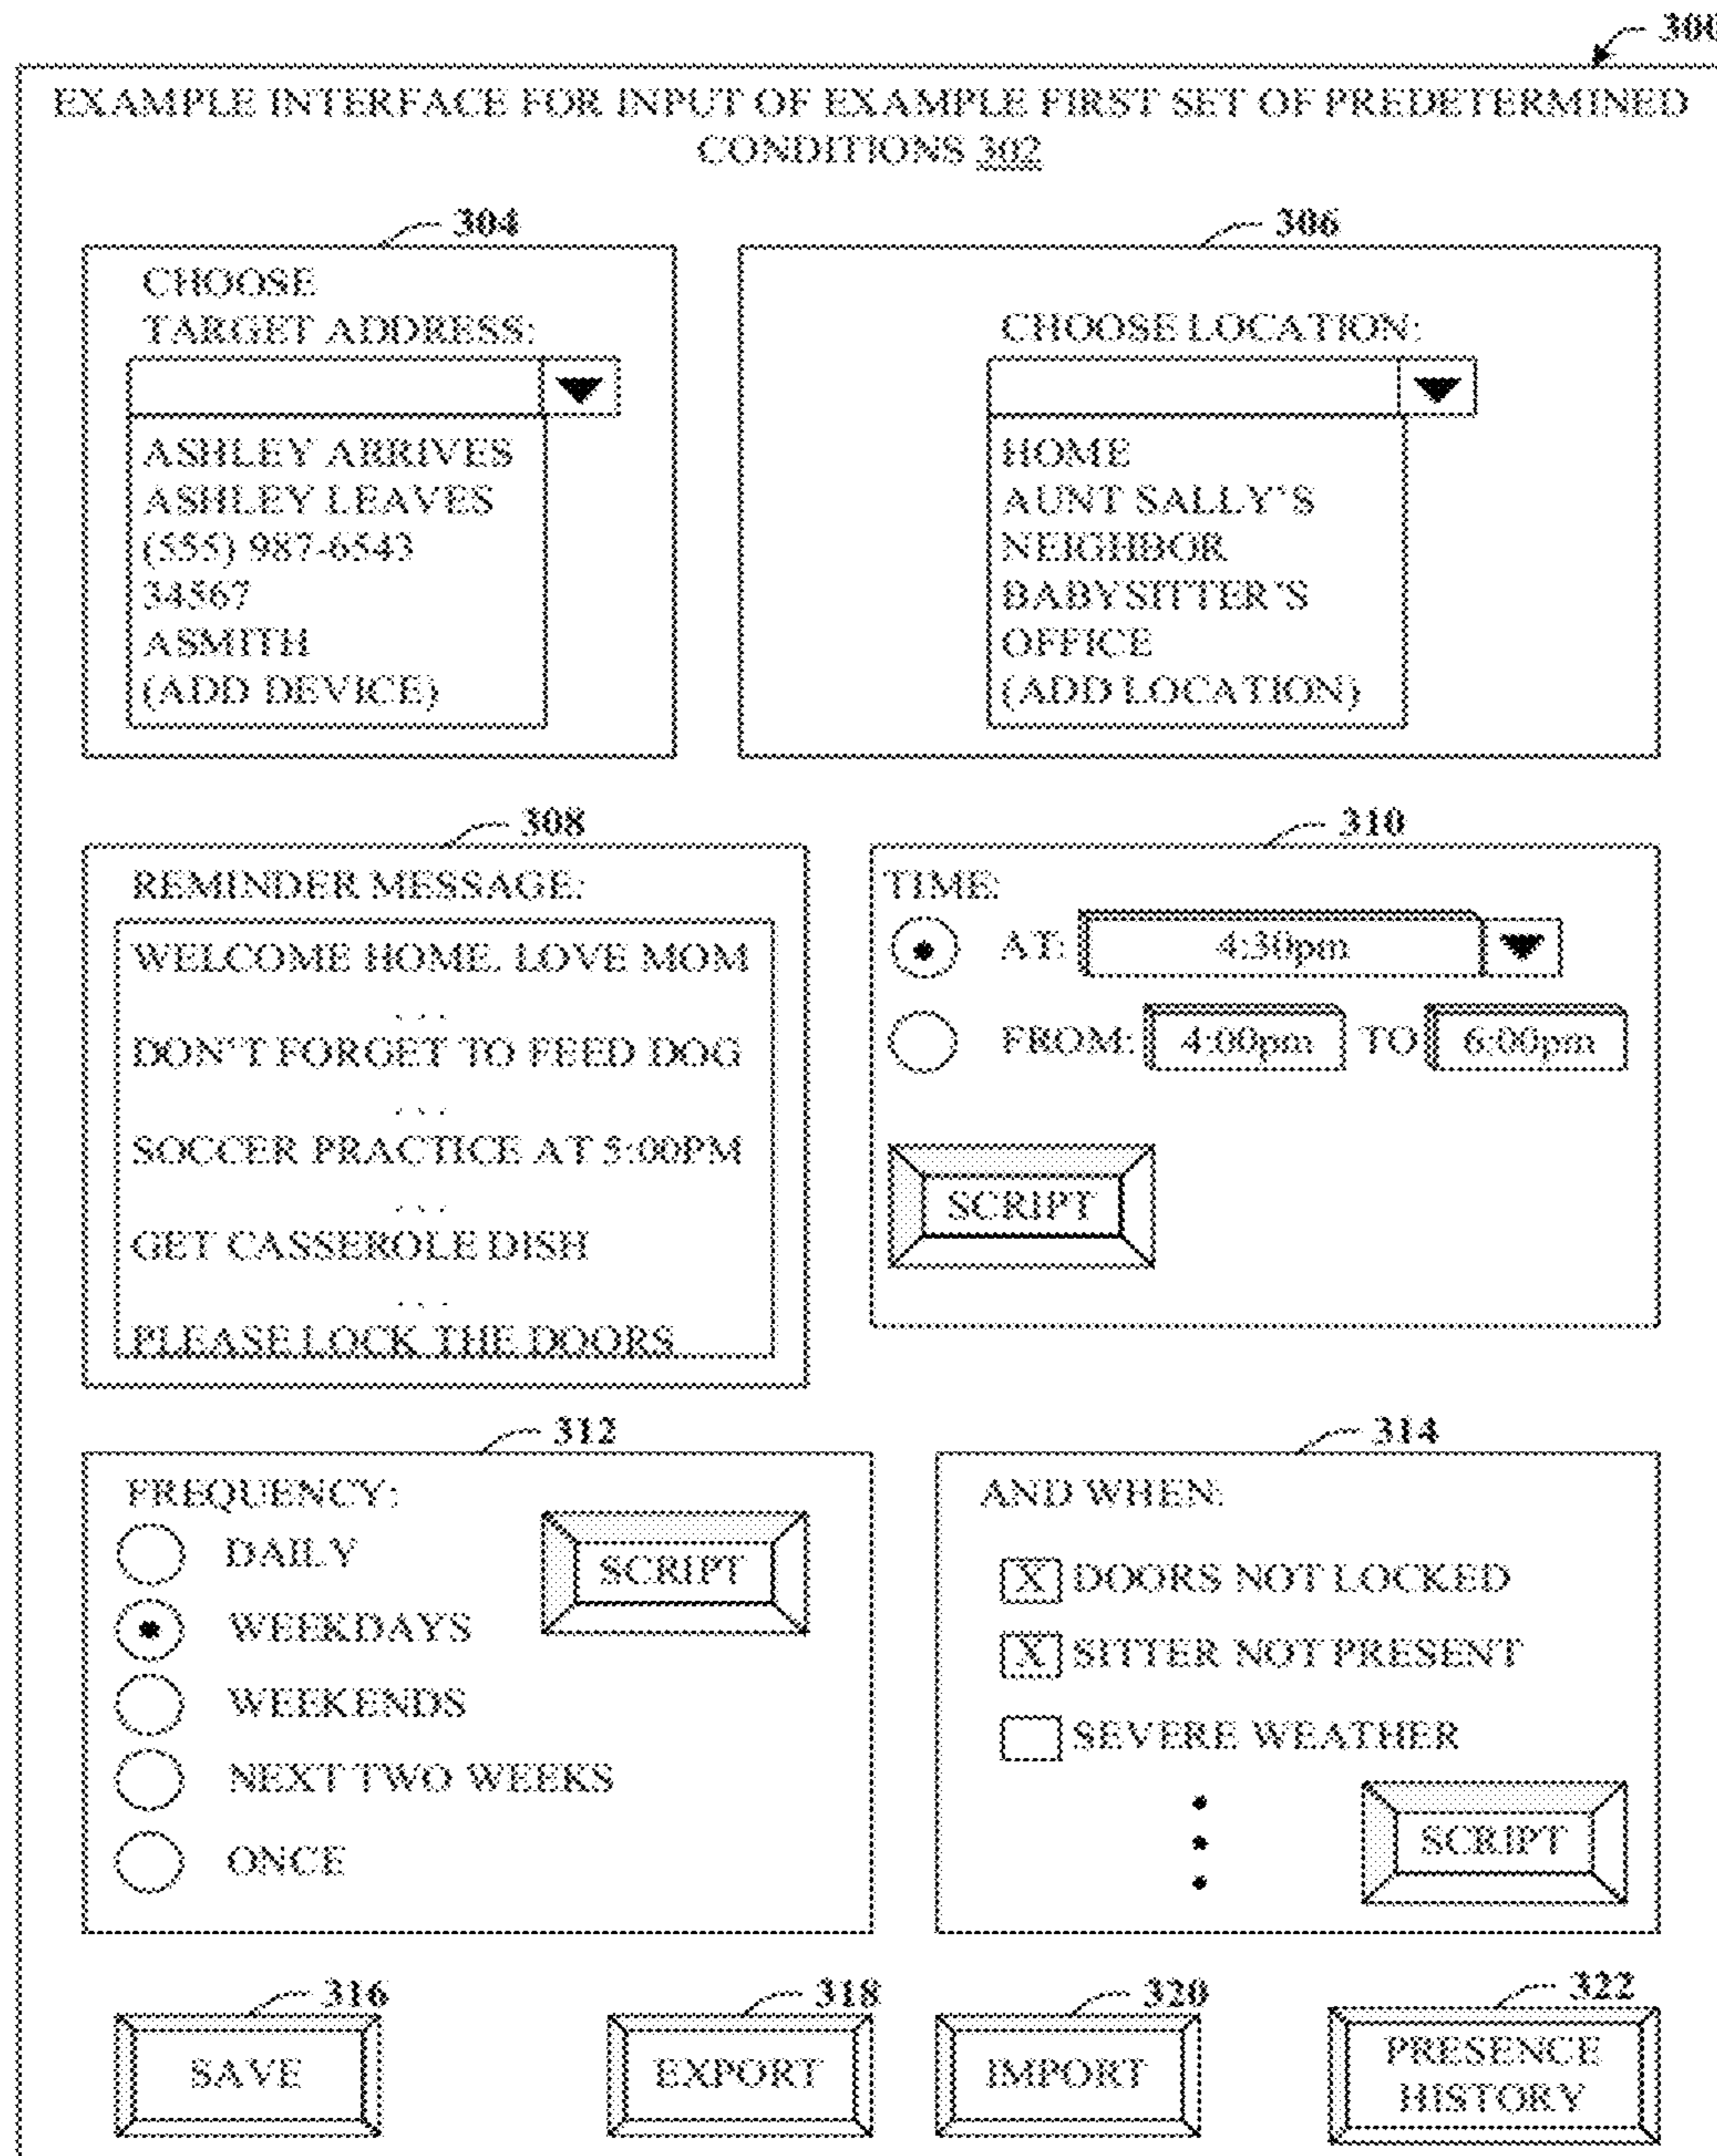 300
EXAMPLE INTERFACE FOR INPUT OF EXAMPLE FIRST SET OF PREDETERMINED
CONDITIONS 302
304
CHOOSE
TARGET ADDRESS:
ASHLEY ARRIVES
ASHLEY LEAVES
(555) 987-6543
34567
ASMITH
(ADD DEVICE)
306
CHOOSE LOCATION:
HOME
AUNT SALLY'S
NEIGHBOR
BABYSITTER'S
OFFICE
(ADD LOCATION)
308
REMINDER MESSAGE:
WELCOME HOME. LOVE MOM
. . .
DON'T FORGET TO FEED DOG
. . .
SOCCER PRACTICE AT 5:00PM
. . .
GET CASSEROLE DISH
. . .
PLEASE LOCK THE DOORS
310
TIME:
AT: 4:30pm
FROM: 4:00pm TO 6:00pm
SCRIPT
312
FREQUENCY:
DAILY
SCRIPT
WEEKDAYS
WEEKENDS
NEXT TWO WEEKS
ONCE
314
AND WHEN:
X DOORS NOT LOCKED
X SITTER NOT PRESENT
SEVERE WEATHER
SCRIPT
316
SAVE
318
EXPORT
320
IMPORT
322
PRESENCE
HISTORY